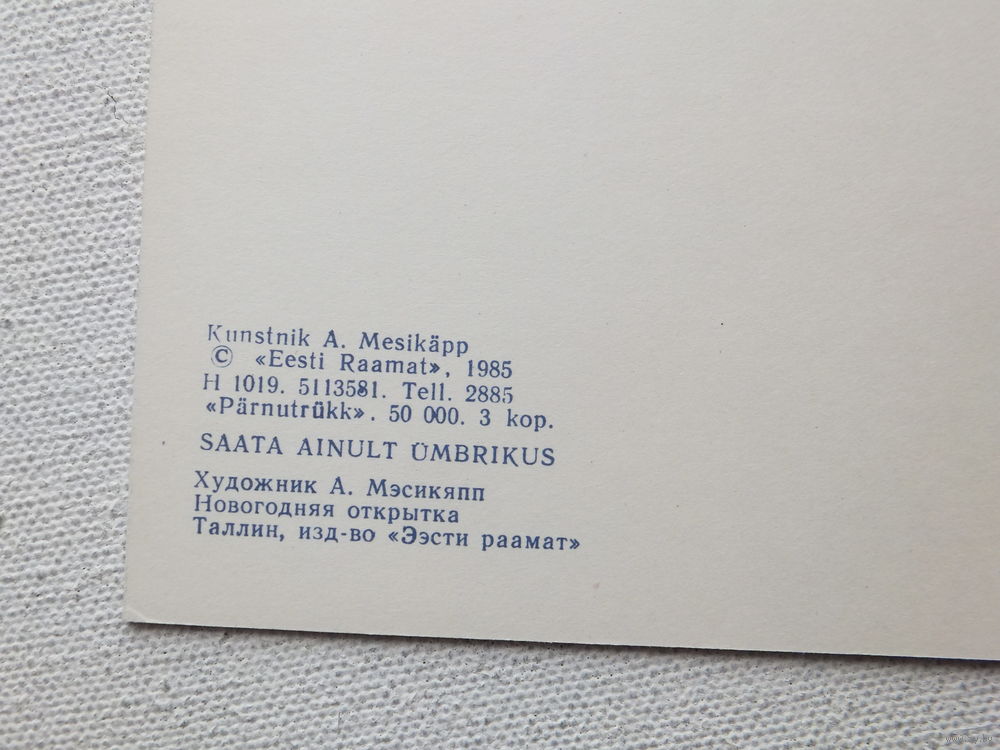 Kunstnik A. Mesikäpp
© «Eesti Raamat», 1985
H 1019. 5113581. Tell. 2885
«Pärnutrükk». 50 000. 3 kop.
SAATA AINULT ÜMBRIKUS
Художник А. Мэсикяпп
Новогодняя открытка
Таллин, изд-во «Ээсти раамат»